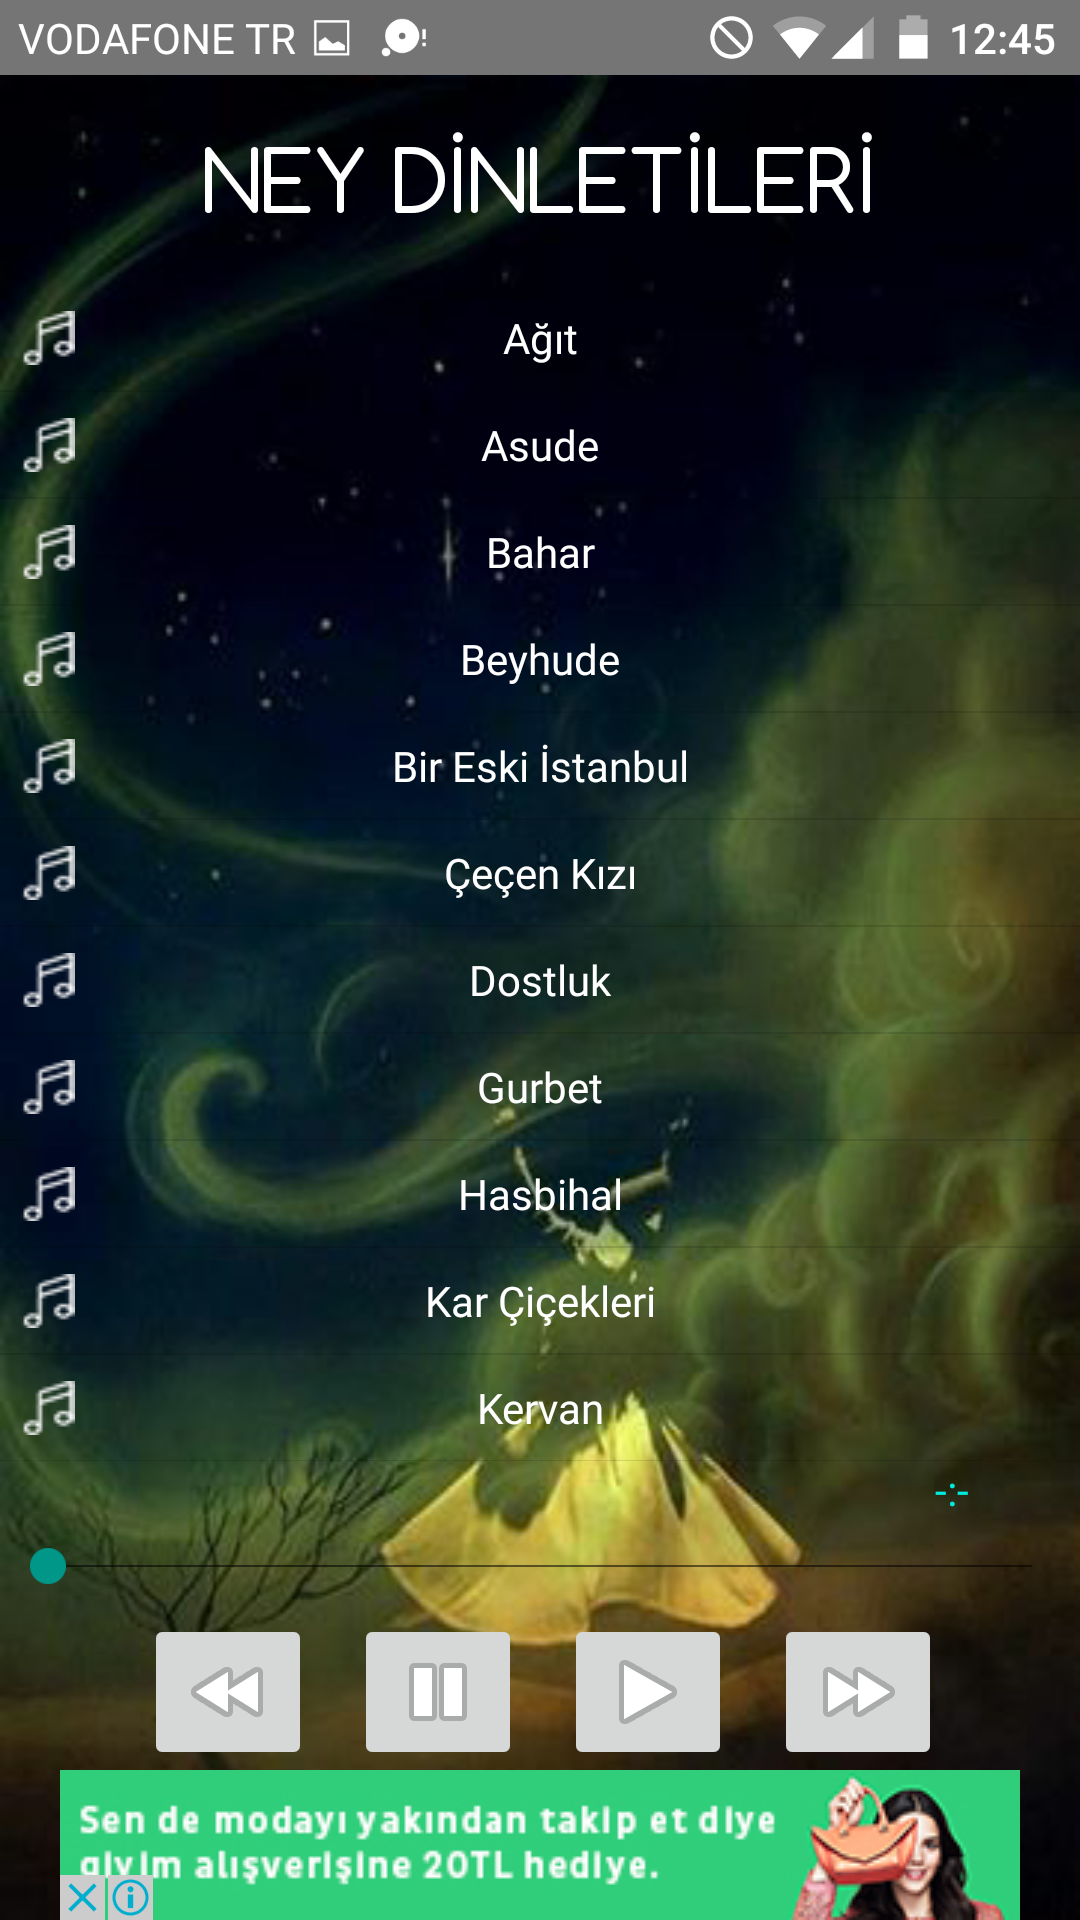 VODAFONE TR 12:45
NEY DİNLETİLERİ
Ağıt
Asude
Bahar
Beyhude
Bir Eski İstanbul
Çeçen Kızı
Dostluk
Gurbet
Hasbihal
Kar Çiçekleri
Kervan
-:-
Sen de modayı yakından takip et diye
giyim alışverişine 20TL hediye.